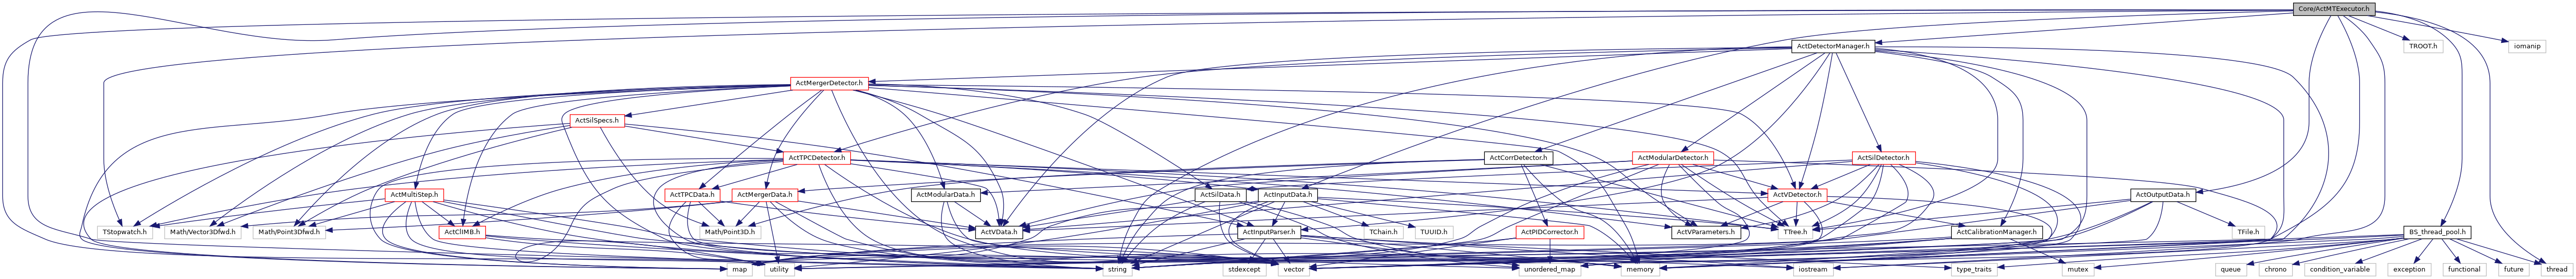 Core/ActMTExecutor.h
ActDetectorManager.h
TROOT.h
iomanip
ActMergerDetector.h
ActSilSpecs.h
ActTPCDetector.h
ActCorrDetector.h
ActModularDetector.h
ActSilDetector.h
ActMultiStep.h
ActTPCData.h
ActMergerData.h
ActModularData.h
ActSilData.h
ActInputData.h
ActVDetector.h
ActOutputData.h
TStopwatch.h
Math/Vector3Dfwd.h
Math/Point3Dfwd.h
ActClIMB.h
Math/Point3D.h
ActVData.h
ActInputParser.h
TChain.h
TUUID.h
ActPIDCorrector.h
ActVParameters.h
TTree.h
ActCalibrationManager.h
TFile.h
BS_thread_pool.h
map
utility
string
stdexcept
vector
unordered_map
memory
iostream
type_traits
mutex
queue
chrono
condition_variable
exception
functional
future
thread